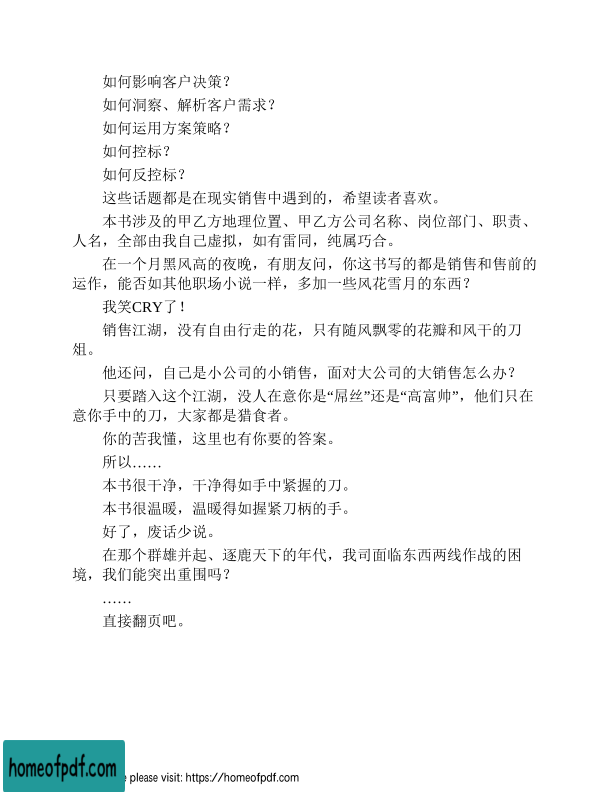 如何影响客户决策？
如何洞察、解析客户需求？
如何运用方案策略？
如何控标？
如何反控标？
这些话题都是在现实销售中遇到的，希望读者喜欢。
本书涉及的甲乙方地理位置、甲乙方公司名称、岗位部门、职责、
人名，全部由我自己虚拟，如有雷同，纯属巧合。
在一个月黑风高的夜晚，有朋友问，你这书写的都是销售和售前的
运作，能否如其他职场小说一样，多加一些风花雪月的东西？
我笑CRY了！
销售江湖，没有自由行走的花，只有随风飘零的花瓣和风干的刀
俎。
他还问，自己是小公司的小销售，面对大公司的大销售怎么办？
只要踏入这个江湖，没人在意你是“屌丝”还是“高富帅”，他们只在
意你手中的刀，大家都是猎食者。
你的苦我懂，这里也有你要的答案。
所以……
本书很干净，干净得如手中紧握的刀。
本书很温暖，温暖得如握紧刀柄的手。
好了，废话少说。
在那个群雄并起、逐鹿天下的年代，我司面临东西两线作战的困
境，我们能突出重围吗？
……
直接翻页吧。
homeofpdf.com
e please visit: https://homeofpdf.com